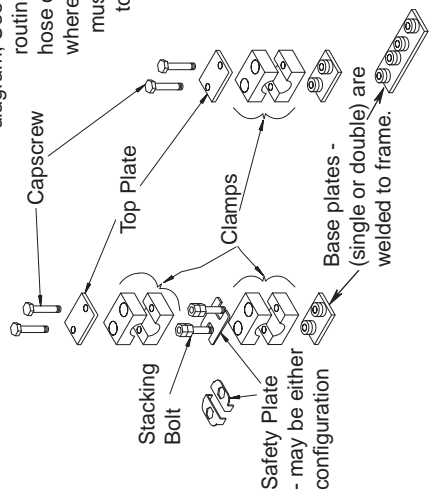 routin
hose
where
mus
to
Capscrew
Top Plate
Clamps
Stacking
Bolt
Safety Plate
- may be either
configuration
Base plates -
(single or double) are
welded to frame.